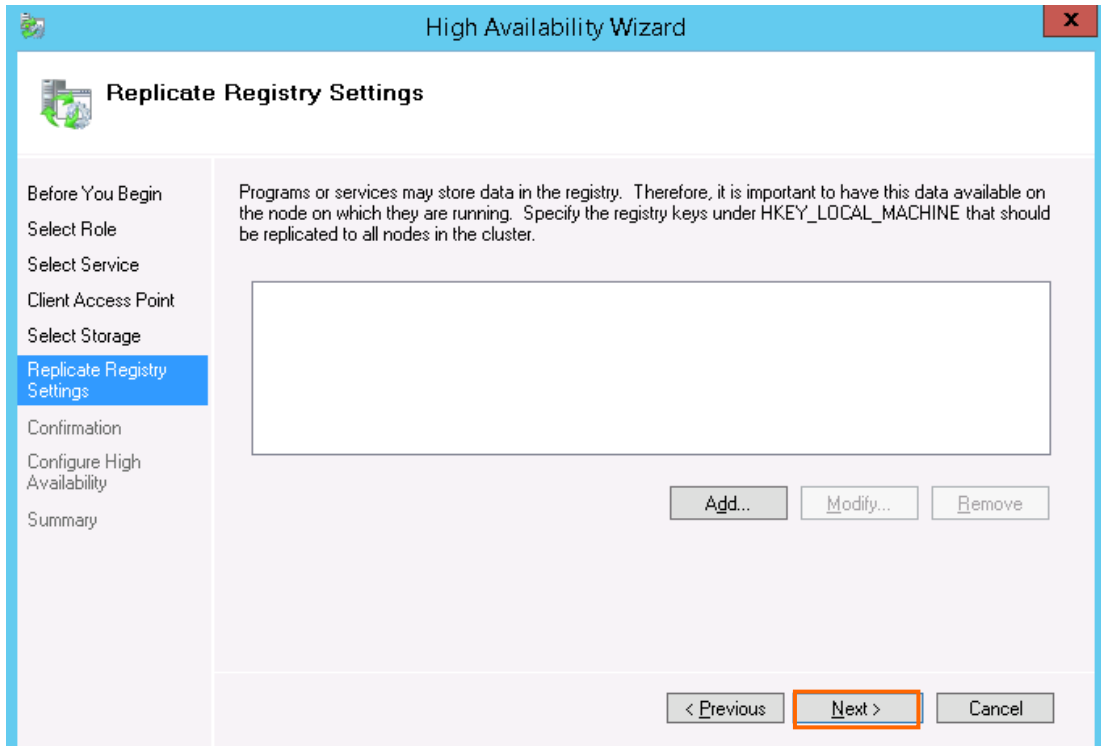 High Availability Wizard
x
Replicate Registry Settings
Before You Begin
Select Role
Select Service
Client Access Point
Select Storage
Replicate Registry
Settings
Confirmation
Configure High
Availability
Summary
Programs or services may store data in the registry.  Therefore, it is important to have this data available on
the node on which they are running.  Specify the registry keys under HKEY_LOCAL_MACHINE that should
be replicated to all nodes in the cluster.
Add...
Modify...
Remove
< Previous
Next >
Cancel